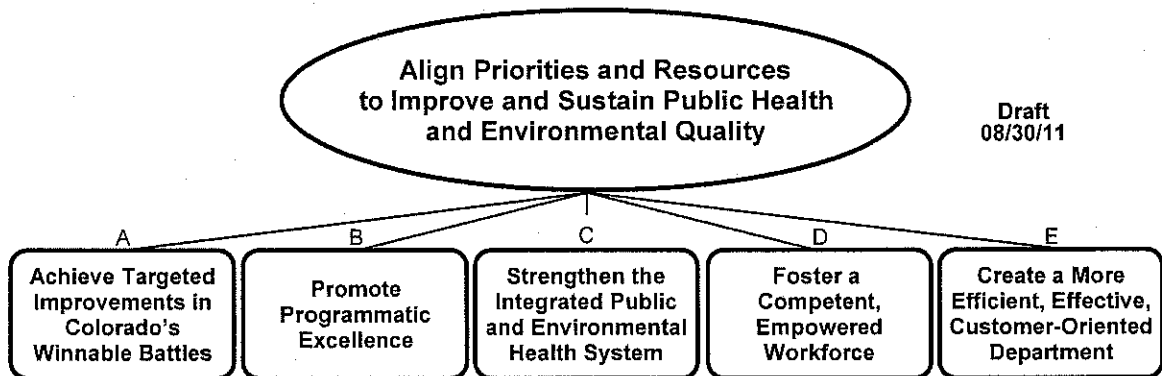 Align Priorities and Resources
to Improve and Sustain Public Health
and Environmental Quality
Draft
08/30/11
A
B
C
D
E
Achieve Targeted
Improvements in
Colorado's
Winnable Battles
Promote
Programmatic
Excellence
Strengthen the
Integrated Public
and Environmental
Health System
Foster a
Competent,
Empowered
Workforce
Create a More
Efficient, Effective,
Customer-Oriented
Department